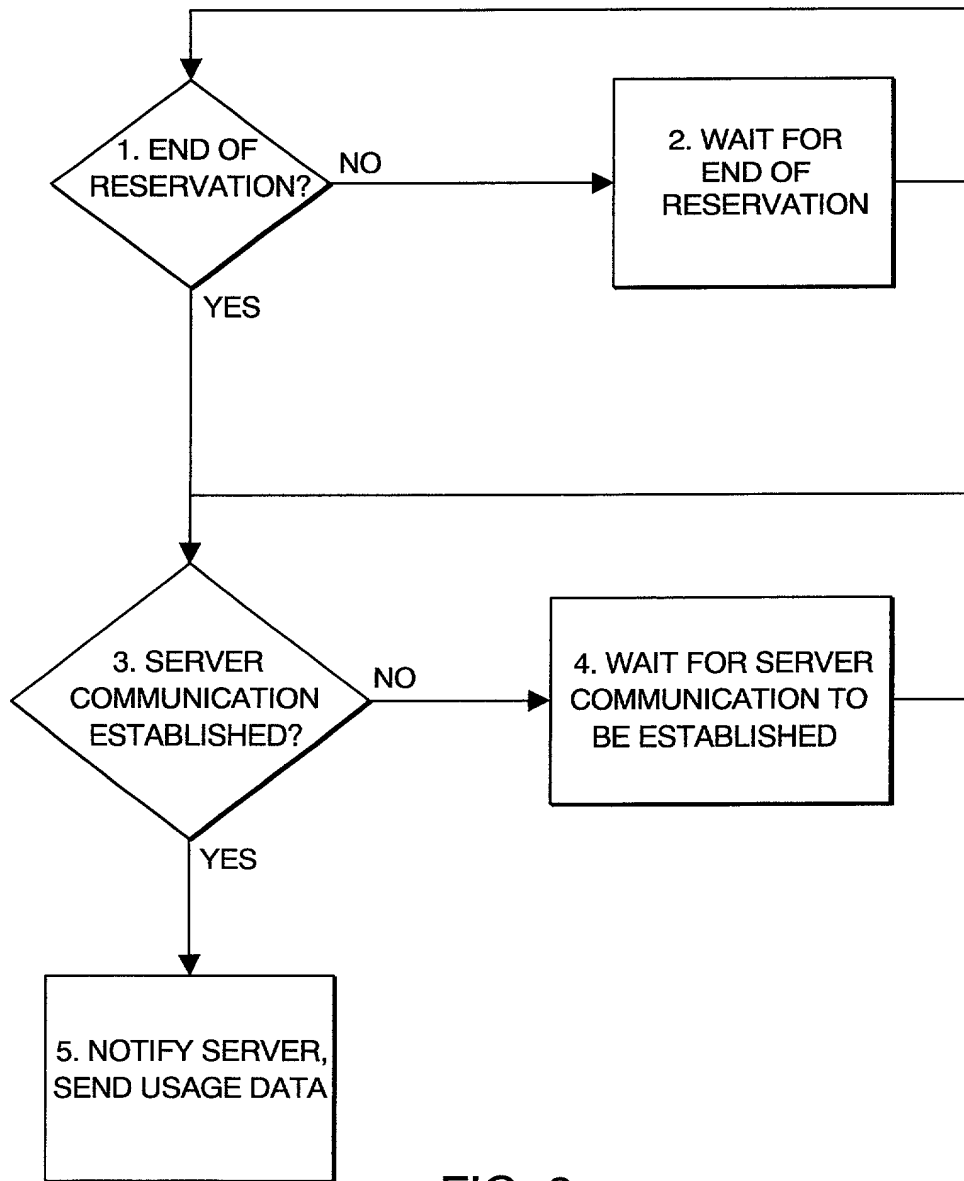 1. END OF
RESERVATION?
NO
2. WAIT FOR
END OF
RESERVATION
YES
3. SERVER
COMMUNICATION
ESTABLISHED?
NO
4. WAIT FOR SERVER
COMMUNICATION TO
BE ESTABLISHED
YES
5. NOTIFY SERVER,
SEND USAGE DATA